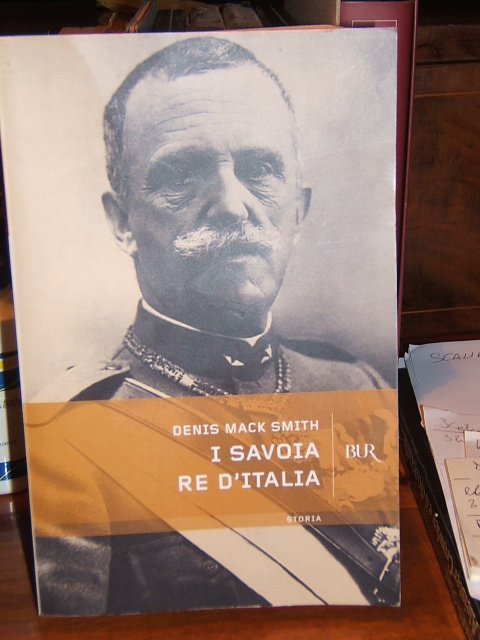 DENIS MACK SMITH
I SAVOIA
RE D'ITALIA
BUR
STORIA